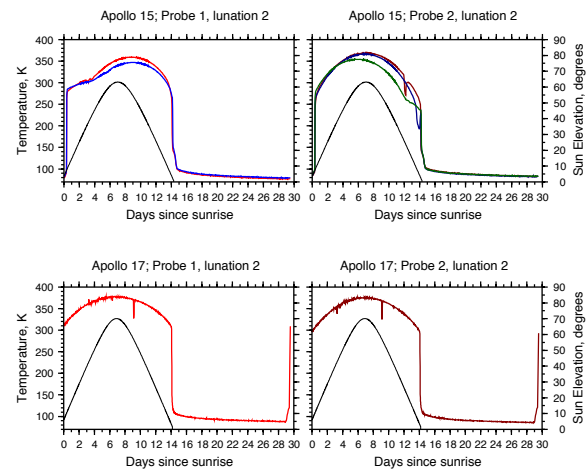 Apollo 15; Probe 1, lunation 2
Apollo 15; Probe 2, lunation 2
Temperature, K
400
350
300
250
200
150
100
0 2 4 6 8 10 12 14 16 18 20 22 24 26 28 30
Days since sunrise
0 2 4 6 8 10 12 14 16 18 20 22 24 26 28 30
Days since sunrise
90
80
70
60
50
40
30
20
10
0
Sun Elevation, degrees
Apollo 17; Probe 1, lunation 2
Apollo 17; Probe 2, lunation 2
Temperature, K
400
350
300
250
200
150
100
0 2 4 6 8 10 12 14 16 18 20 22 24 26 28 30
Days since sunrise
0 2 4 6 8 10 12 14 16 18 20 22 24 26 28 30
Days since sunrise
90
80
70
60
50
40
30
20
10
0
Sun Elevation, degrees